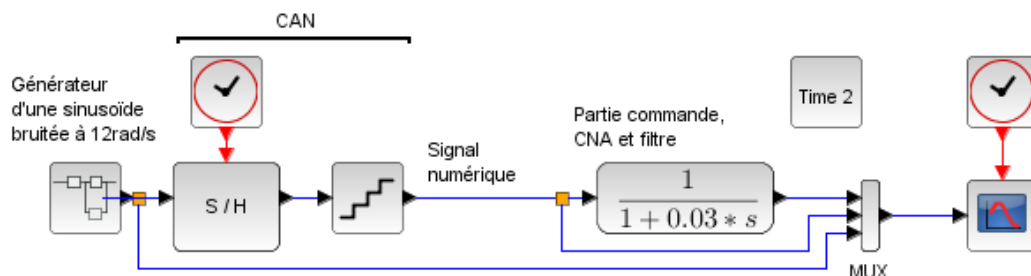 CAN
Générateur
d'une sinusoïde
bruitée à 12rad/s
Partie commande,
CNA et filtre
Time 2
Signal
numérique
S / H
1
1 + 0.03 * s
MUX